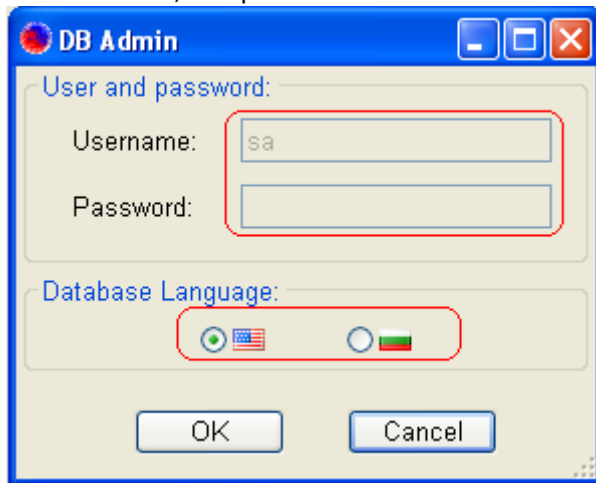 DB Admin
User and password:
Username: sa
Password:
Database Language:
OK Cancel